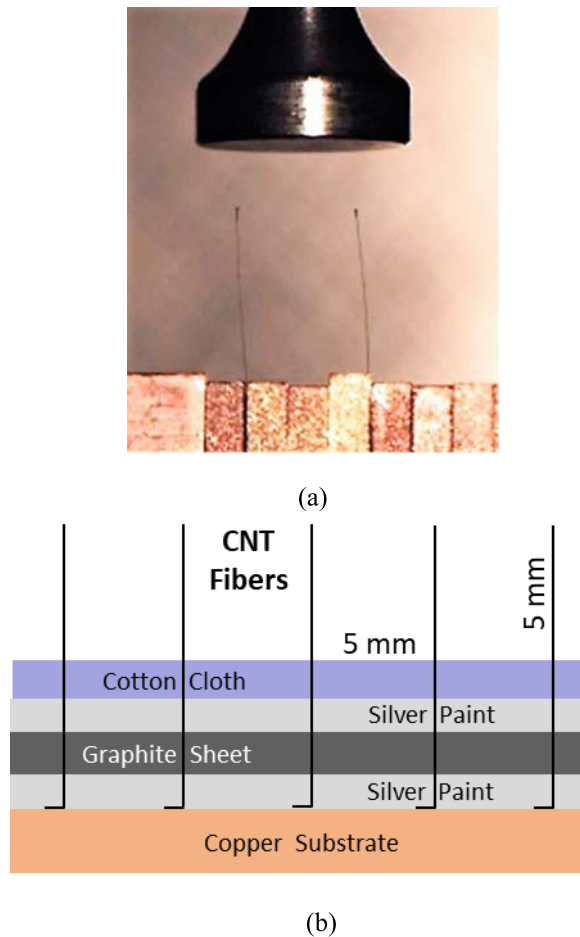 (a)
CNT
Fibers
5 mm
5 mm
Cotton Cloth
Silver Paint
Graphite Sheet
Silver Paint
Copper Substrate
(b)